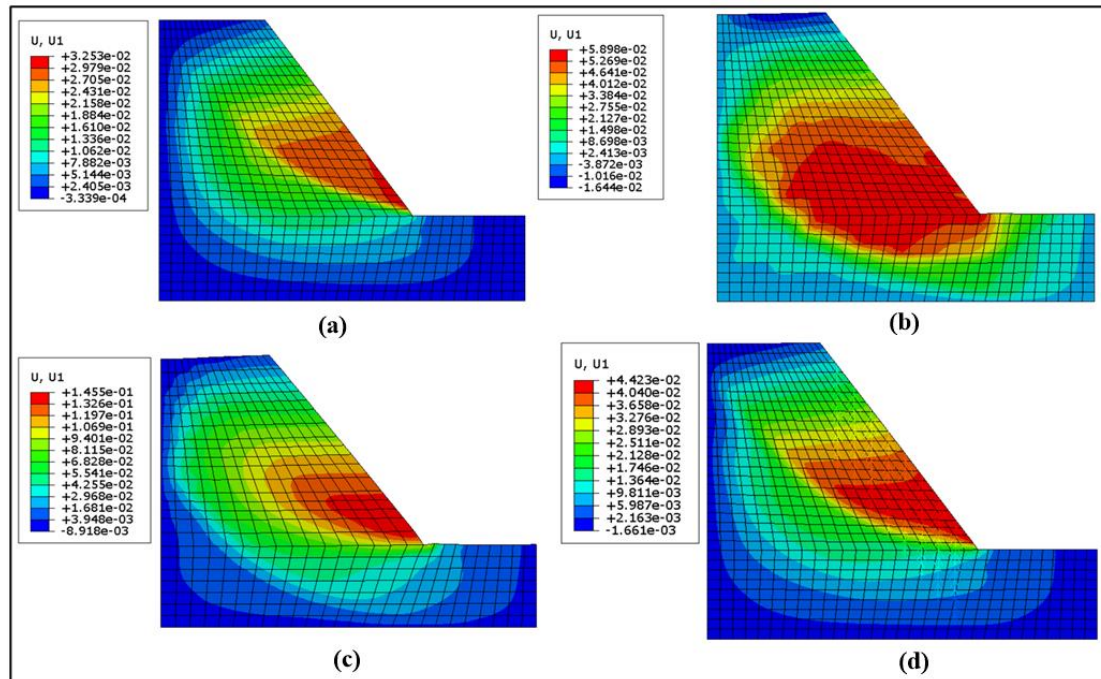 U, U1
+3.253e-02
+2.979e-02
+2.705e-02
+2.431e-02
+2.158e-02
+1.884e-02
+1.610e-02
+1.336e-02
+1.062e-02
+7.882e-03
+5.144e-03
+2.405e-03
-3.339e-04
(a)
U, U1
+5.898e-02
+5.269e-02
+4.641e-02
+4.012e-02
+3.384e-02
+2.755e-02
+2.127e-02
+1.498e-02
+8.698e-03
+2.413e-03
-3.872e-03
-1.016e-02
-1.644e-02
(b)
U, U1
+1.455e-01
+1.326e-01
+1.197e-01
+1.069e-01
+9.401e-02
+8.115e-02
+6.828e-02
+5.541e-02
+4.255e-02
+2.968e-02
+1.681e-02
+3.948e-03
-8.918e-03
(c)
U, U1
+4.423e-02
+4.040e-02
+3.658e-02
+3.276e-02
+2.893e-02
+2.511e-02
+2.128e-02
+1.746e-02
+1.364e-02
+9.811e-03
+5.987e-03
+2.163e-03
-1.661e-03
(d)